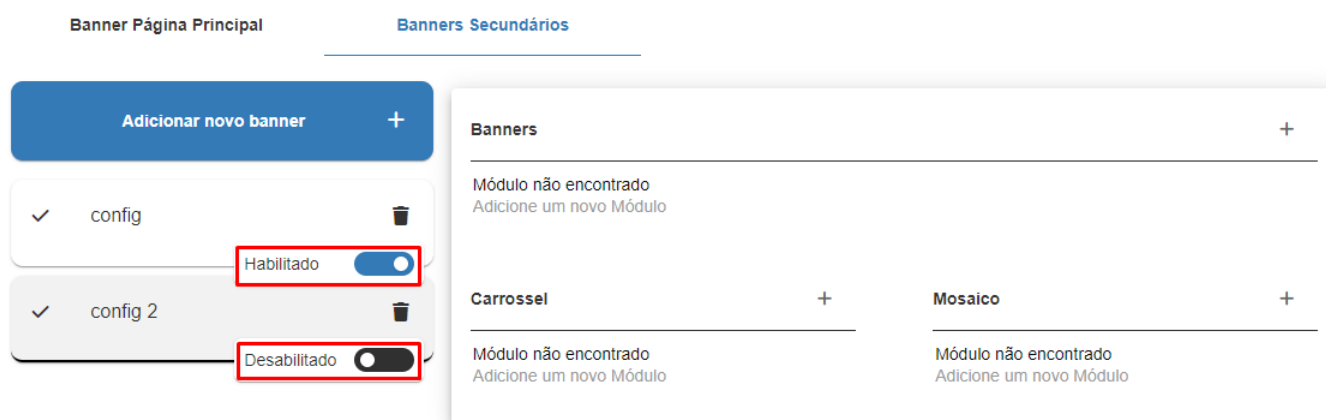 Banner Página Principal
Banners Secundários
Adicionar novo banner +
config
Habilitado
config 2
Desabilitado
Banners +
Módulo não encontrado
Adicione um novo Módulo
Carrossel +
Módulo não encontrado
Adicione um novo Módulo
Mosaico +
Módulo não encontrado
Adicione um novo Módulo